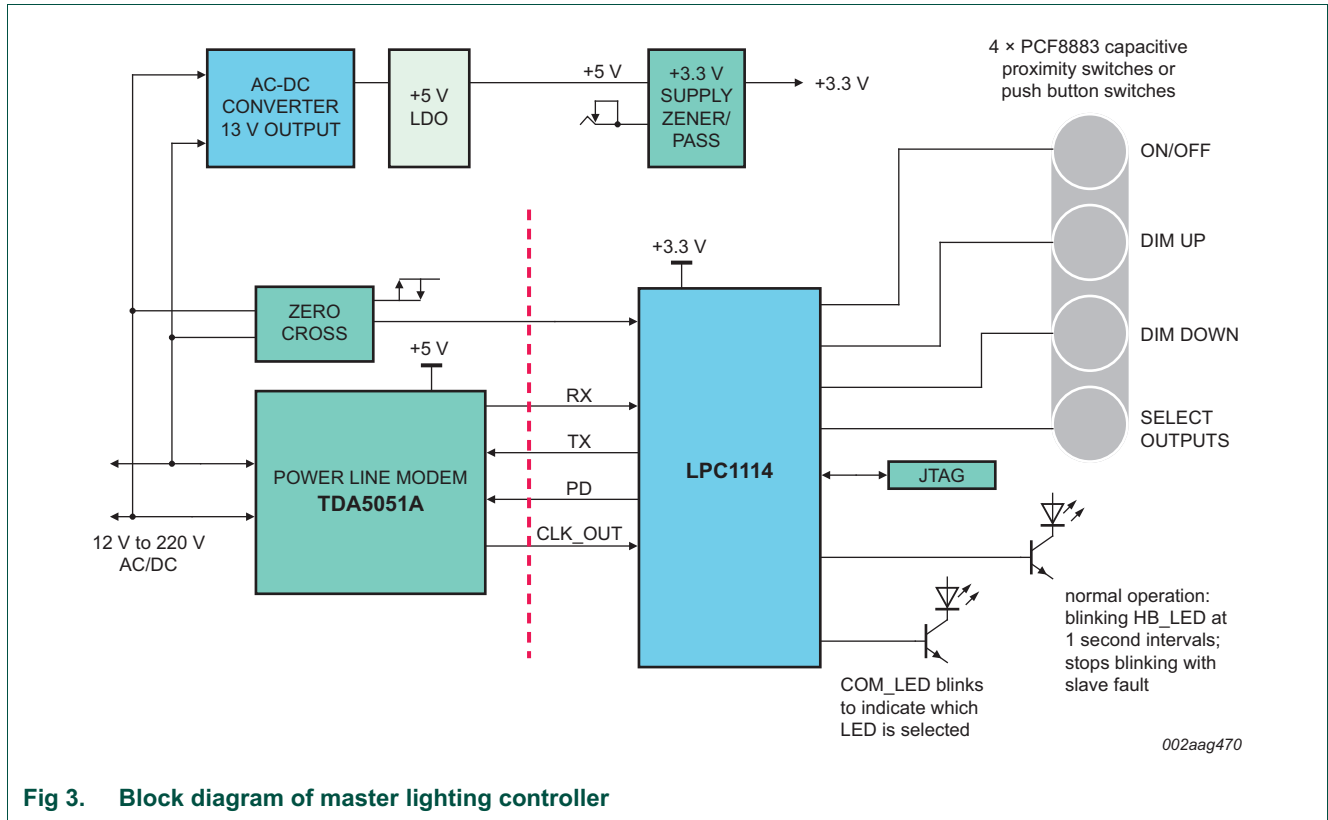 4 × PCF8883 capacitive
proximity switches or
push button switches
AC-DC
CONVERTER
13 V OUTPUT
+5 V
LDO
+5 V
+3.3 V
SUPPLY
ZENER/
PASS
+3.3 V
ON/OFF
DIM UP
DIM DOWN
SELECT
OUTPUTS
ZERO
CROSS
+3.3 V
+5 V
POWER LINE MODEM
TDA5051A
RX
TX
PD
CLK_OUT
LPC1114
JTAG
12 V to 220 V
AC/DC
normal operation:
blinking HB_LED at
1 second intervals;
stops blinking with
slave fault
COM_LED blinks
to indicate which
LED is selected
002aag470
Fig 3. Block diagram of master lighting controller